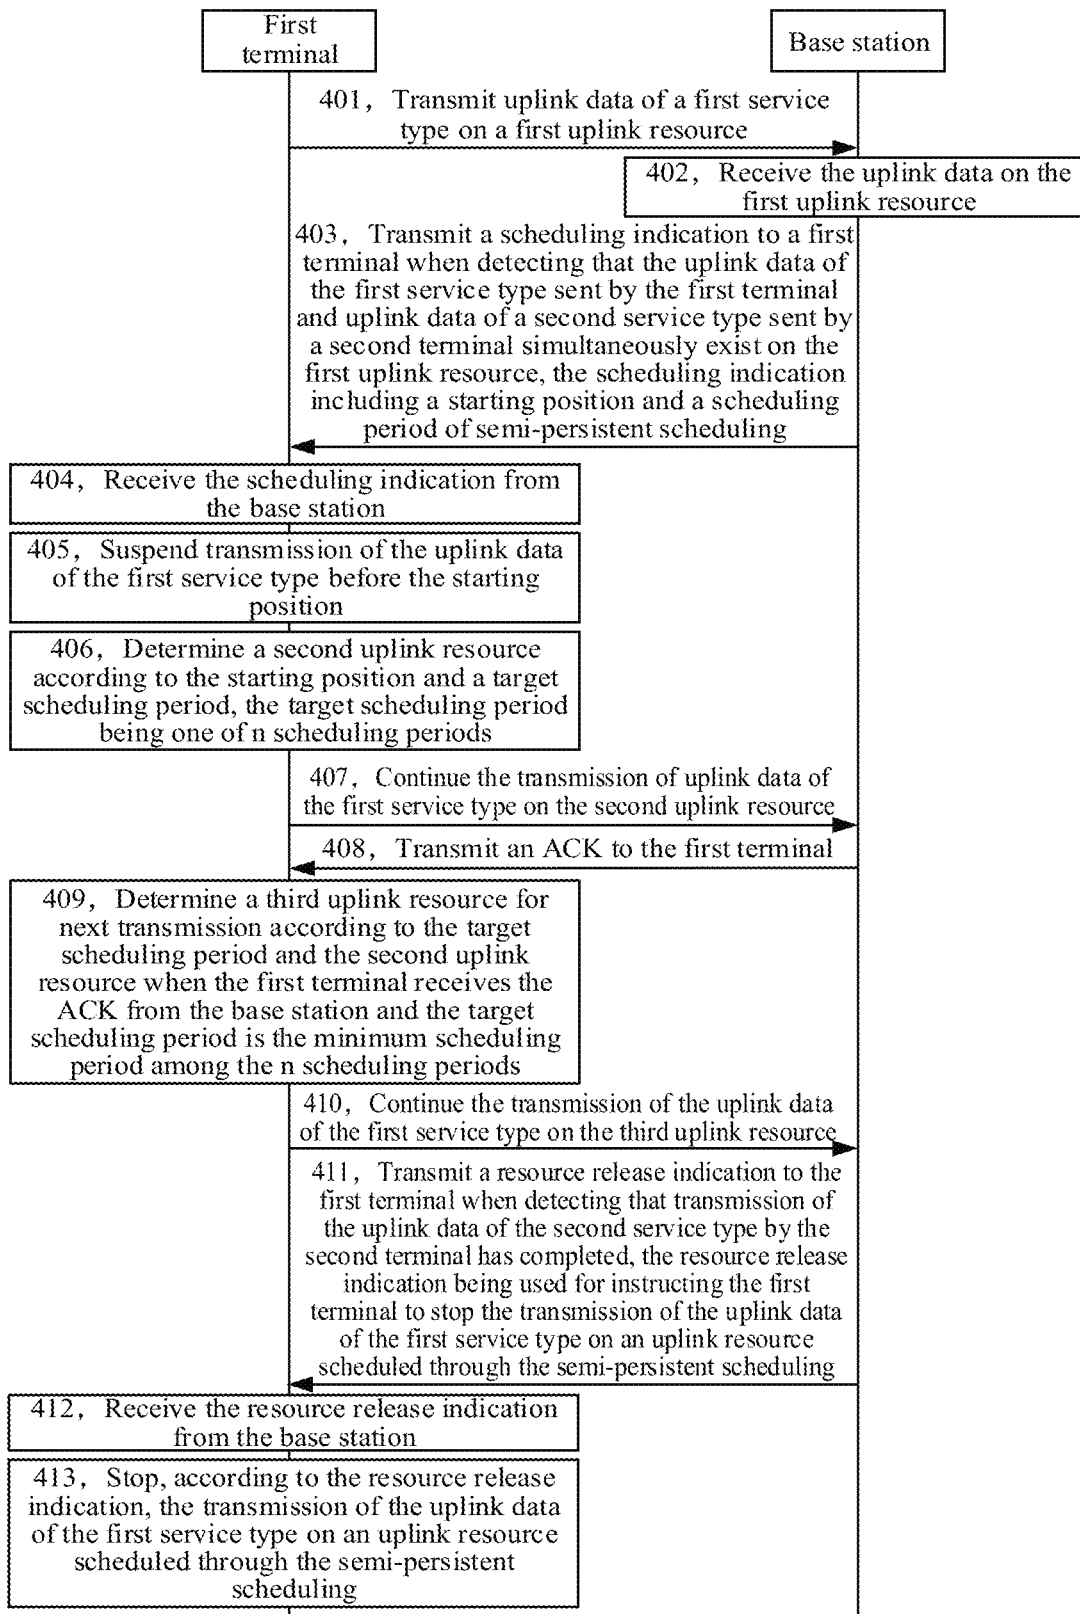 First
terminal
Base station
401, Transmit uplink data of a first service
type on a first uplink resource
402, Receive the uplink data on the
first uplink resource
403, Transmit a scheduling indication to a first
terminal when detecting that the uplink data of
the first service type sent by the first terminal
and uplink data of a second service type sent by
a second terminal simultaneously exist on the
first uplink resource, the scheduling indication
including a starting position and a scheduling
period of semi-persistent scheduling
404, Receive the scheduling indication from
the base station
405, Suspend transmission of the uplink data
of the first service type before the starting
position
406, Determine a second uplink resource
according to the starting position and a target
scheduling period, the target scheduling period
being one of n scheduling periods
407, Continue the transmission of uplink data of
the first service type on the second uplink resource
408, Transmit an ACK to the first terminal
409, Determine a third uplink resource for
next transmission according to the target
scheduling period and the second uplink
resource when the first terminal receives the
ACK from the base station and the target
scheduling period is the minimum scheduling
period among the n scheduling periods
410, Continue the transmission of the uplink data
of the first service type on the third uplink resource
411, Transmit a resource release indication to the
first terminal when detecting that transmission of
the uplink data of the second service type by the
second terminal has completed, the resource release
indication being used for instructing the first
terminal to stop the transmission of the uplink data
of the first service type on an uplink resource
scheduled through the semi-persistent scheduling
412, Receive the resource release indication
from the base station
413, Stop, according to the resource release
indication, the transmission of the uplink data
of the first service type on an uplink resource
scheduled through the semi-persistent
scheduling